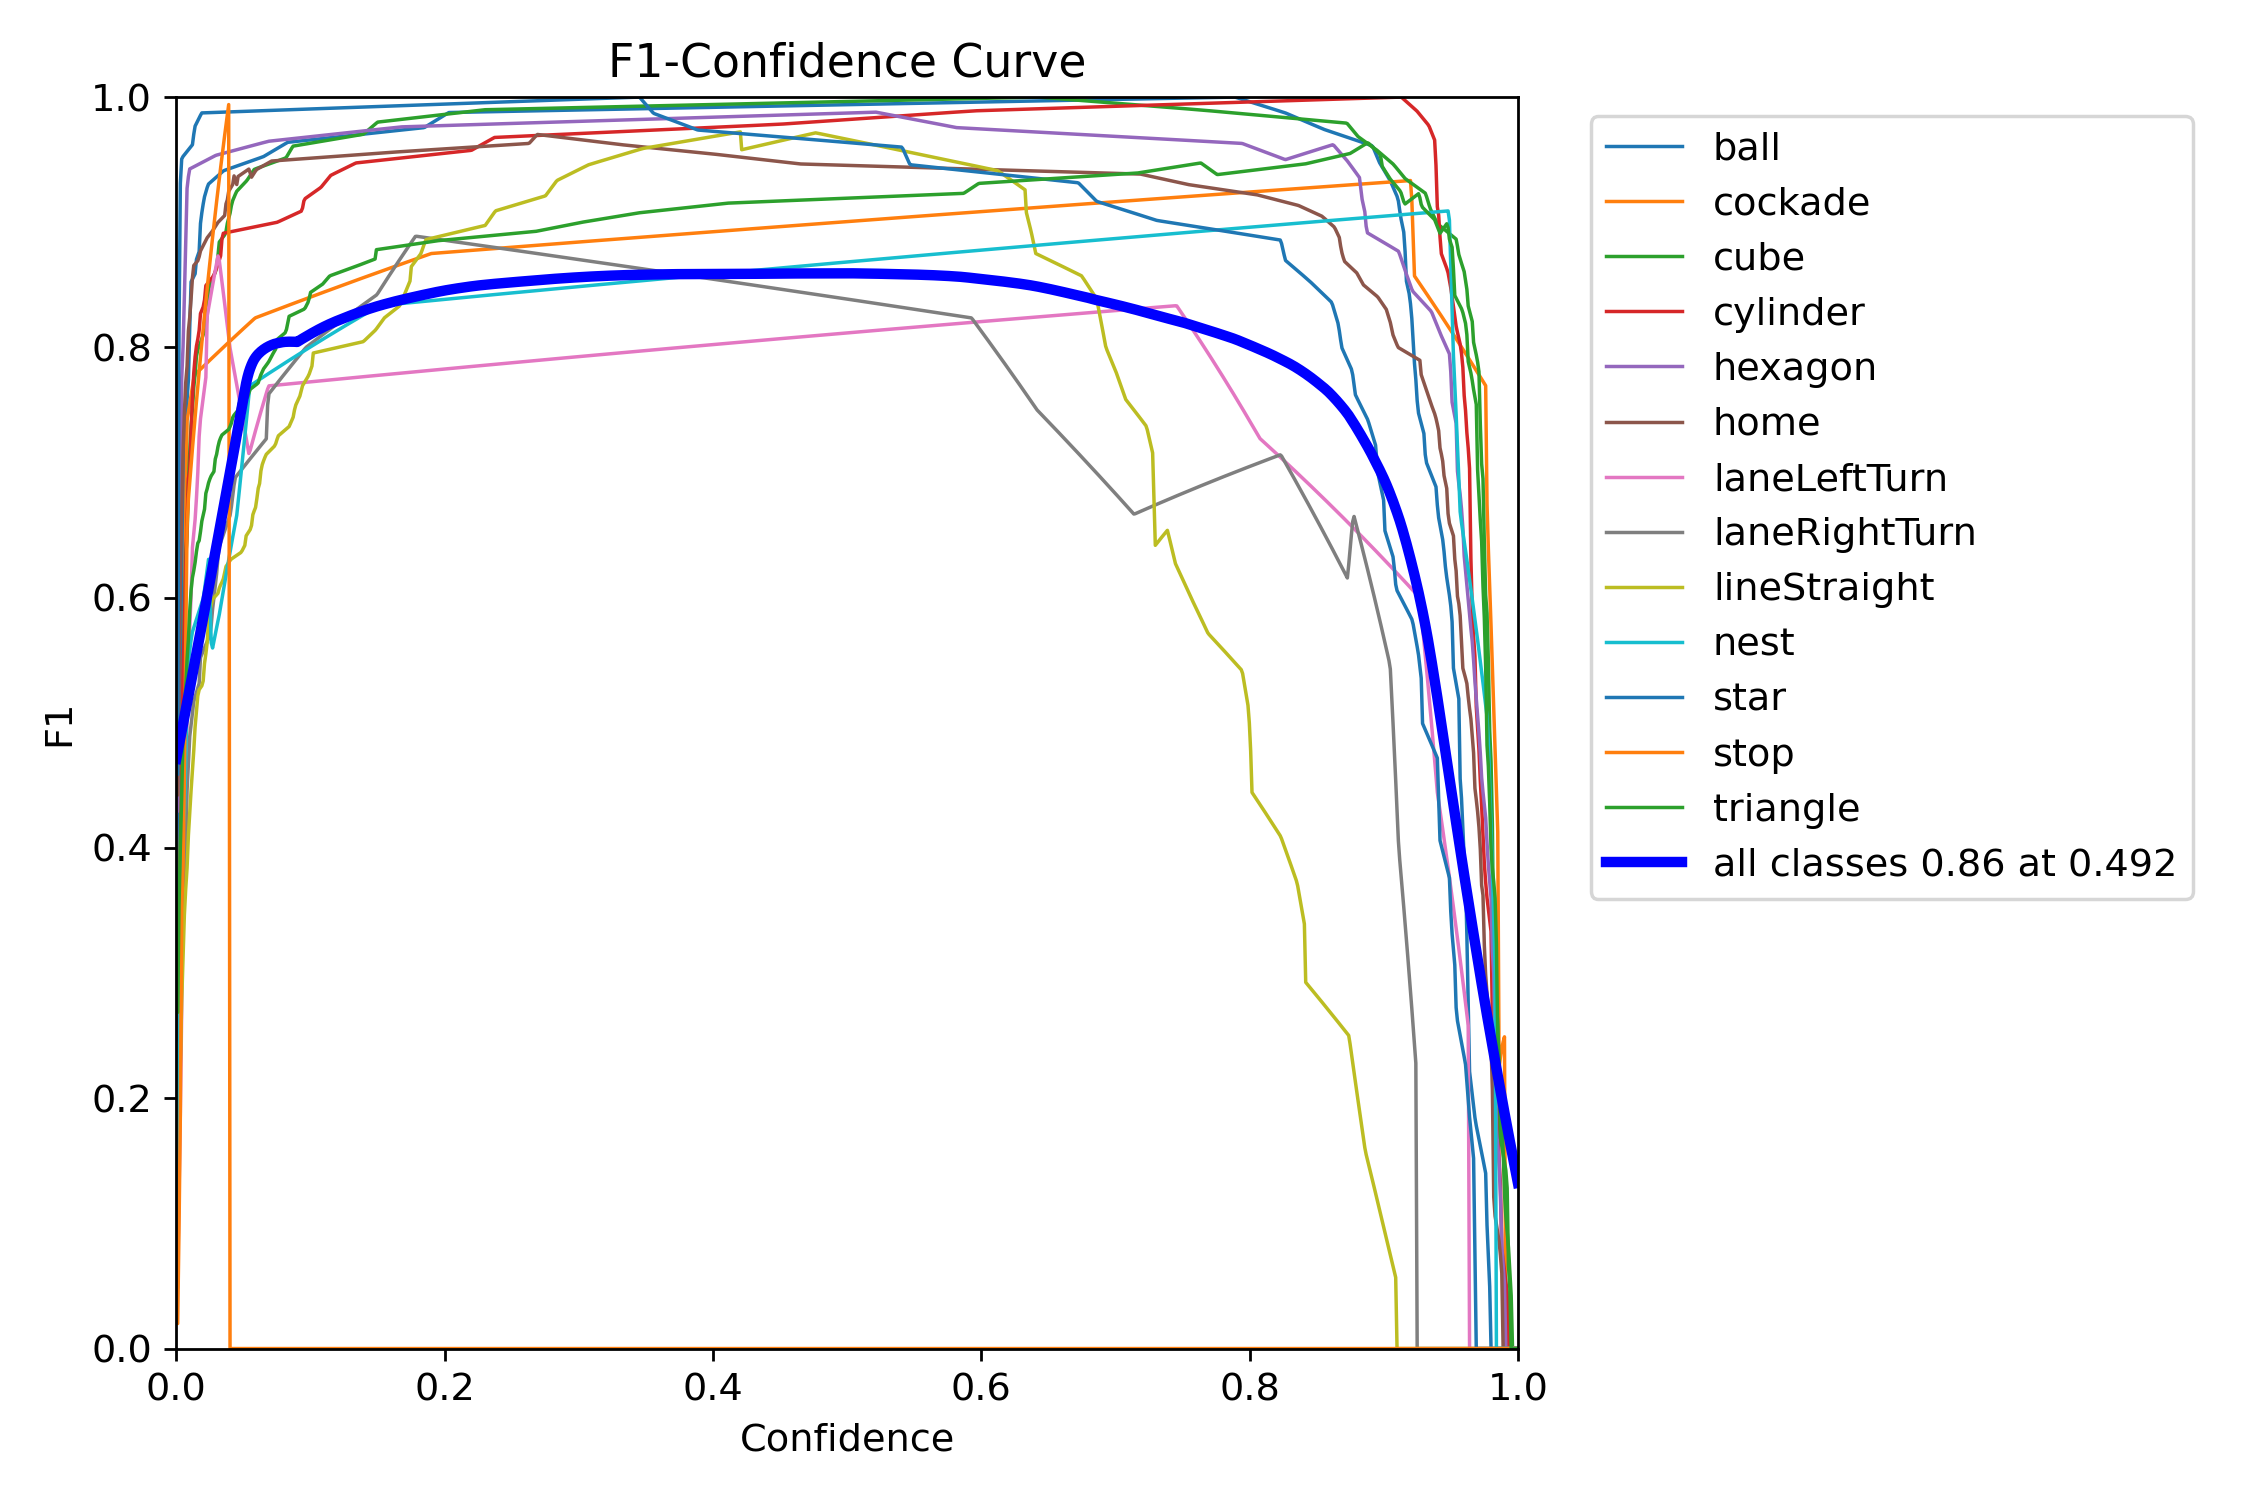 F1-Confidence Curve
1.0
0.8
0.6
0.4
0.2
0.0
F1
0.0 0.2 0.4 0.6 0.8 1.0
Confidence
ball
cockade
cube
cylinder
hexagon
home
laneLeftTurn
laneRightTurn
lineStraight
nest
star
stop
triangle
all classes 0.86 at 0.492